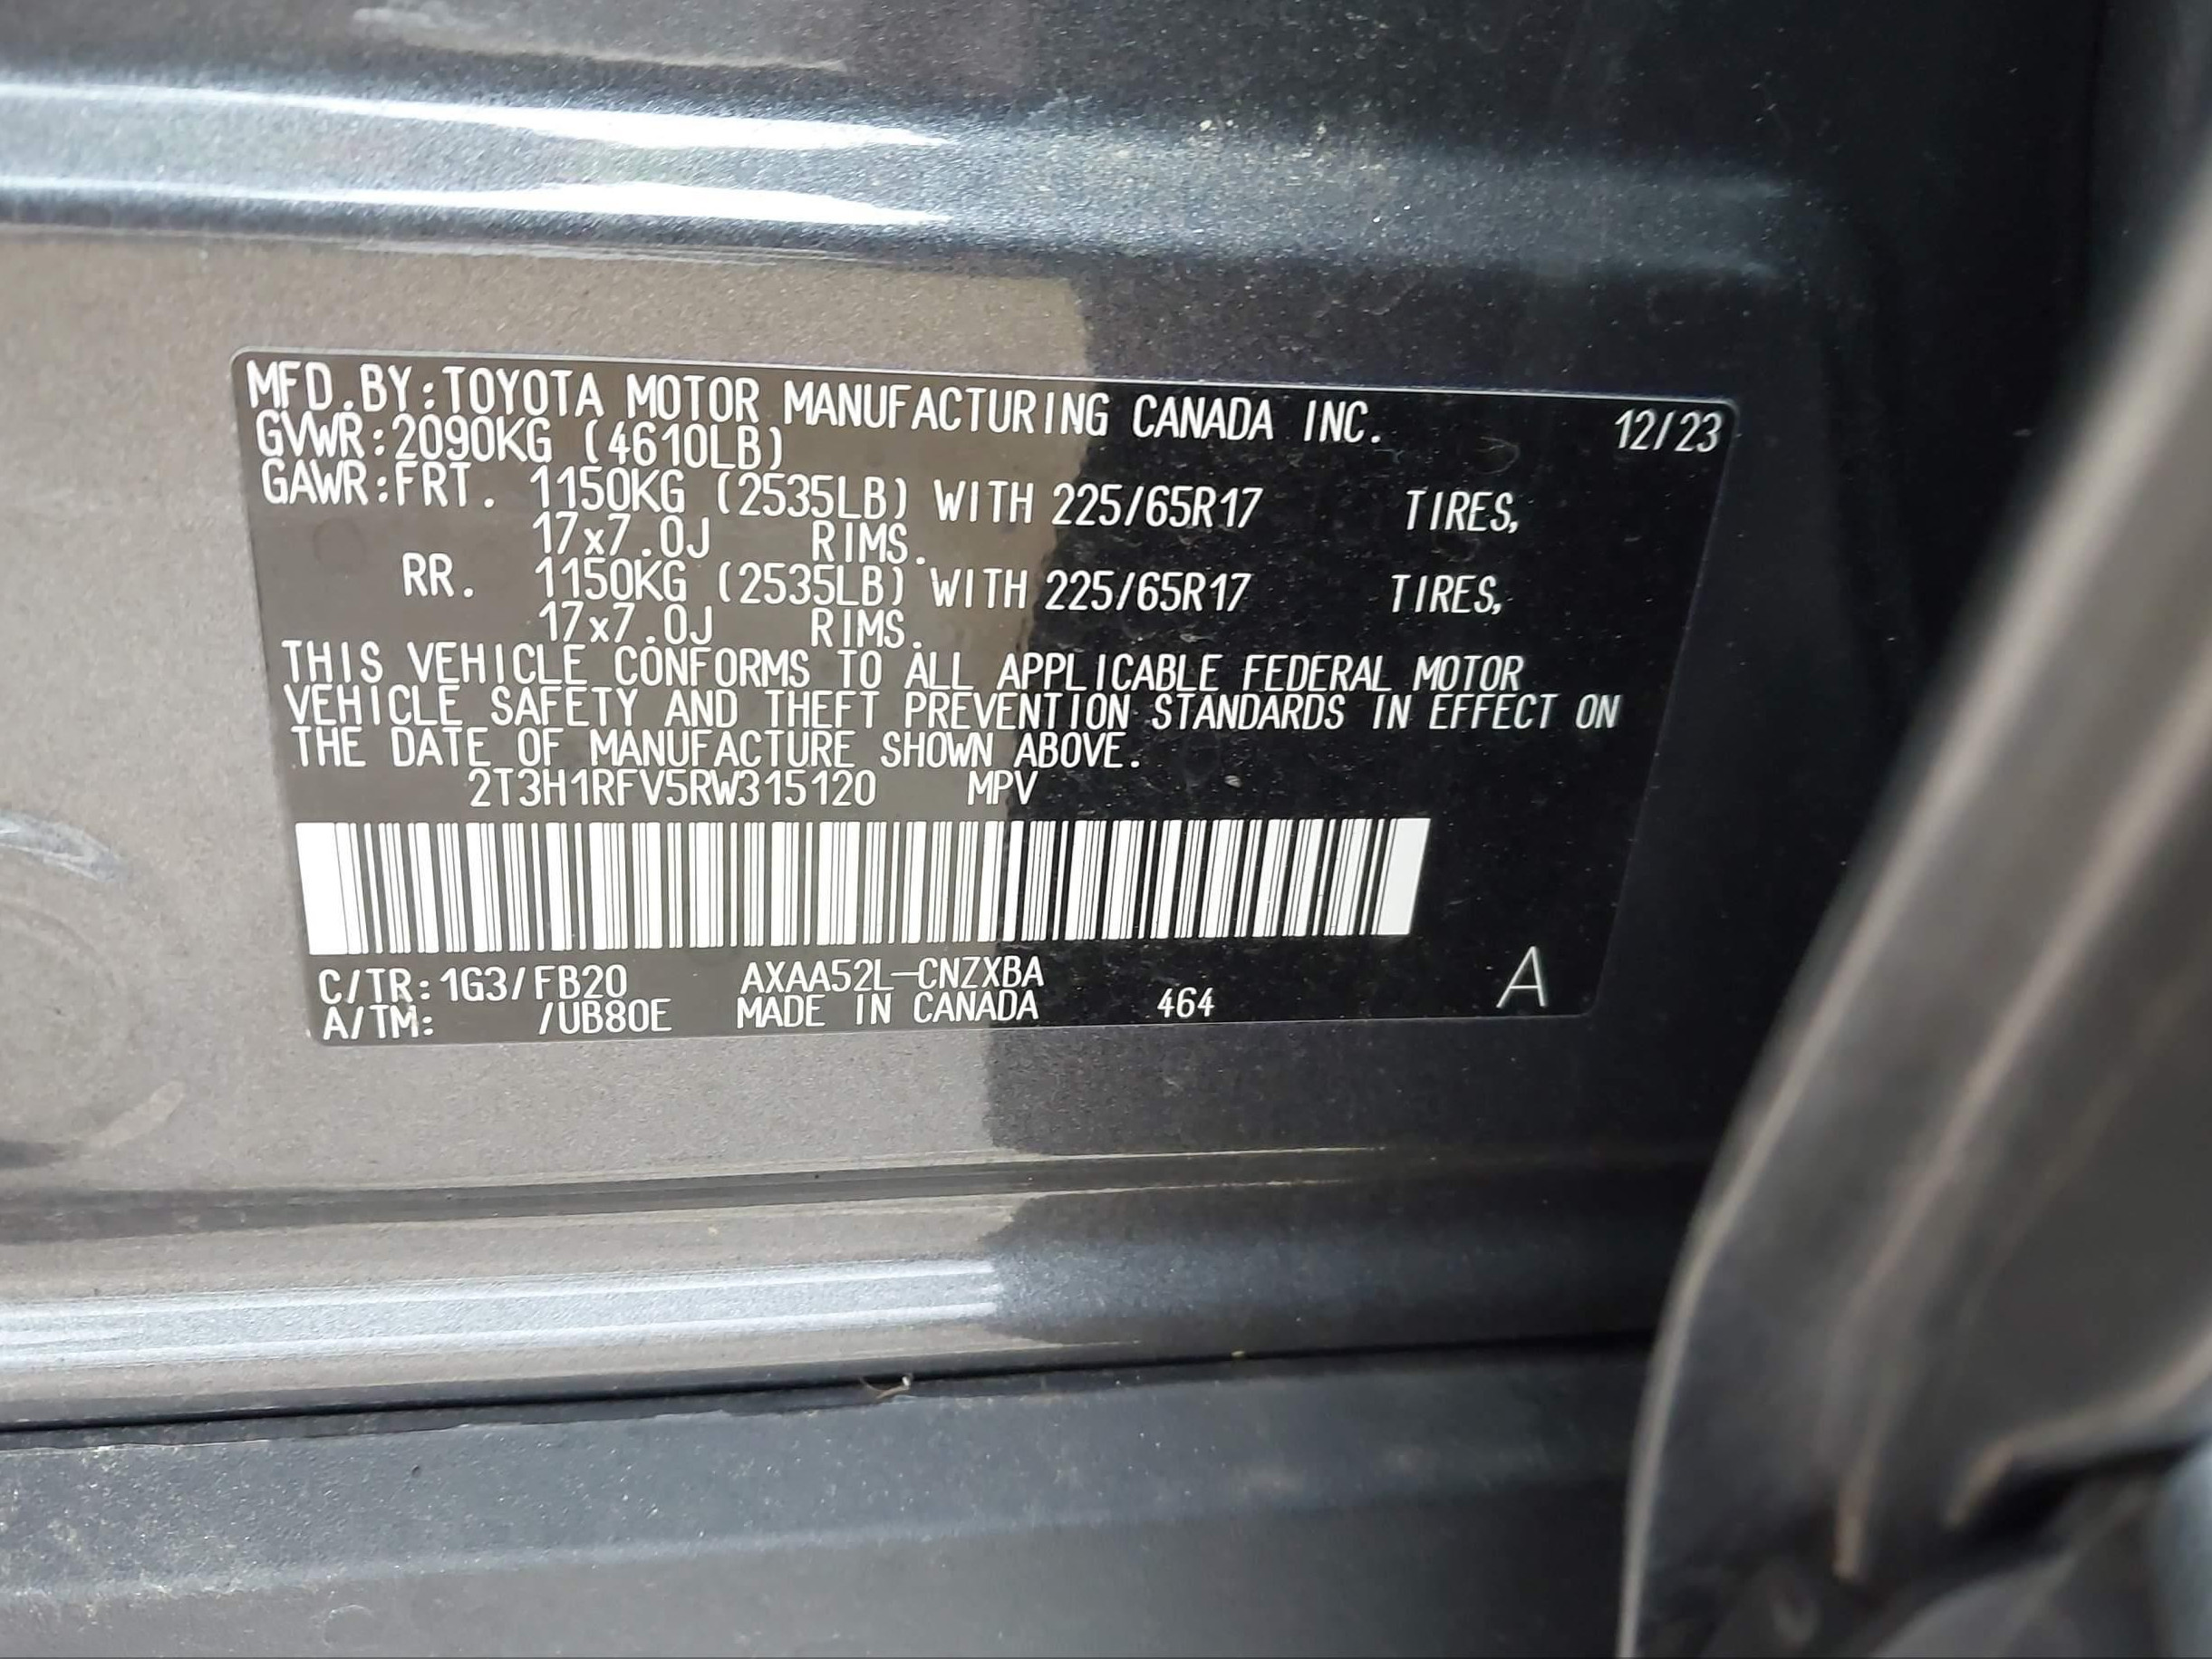 MFD.BY:TOYOTA MOTOR MANUFACTURING CANADA INC. 12/23
GVWR:2090KG (4610LB)
GAWR:FRT. 1150KG (2535LB) WITH 225/65R17 TIRES,
17x7.0J RIMS.
RR. 1150KG (2535LB) WITH 225/65R17 TIRES,
17x7.0J RIMS.
THIS VEHICLE CONFORMS TO ALL APPLICABLE FEDERAL MOTOR
VEHICLE SAFETY AND THEFT PREVENTION STANDARDS IN EFFECT ON
THE DATE OF MANUFACTURE SHOWN ABOVE.
2T3H1RFV5RW315120 MPV
C/TR:1G3/FB20 AXAA52L-CNZXBA
A/TM: /UB80E MADE IN CANADA 464 A